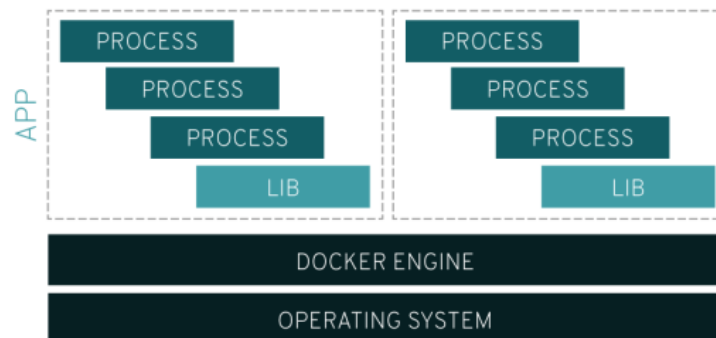 APP
PROCESS
PROCESS
PROCESS
LIB
PROCESS
PROCESS
PROCESS
LIB
DOCKER ENGINE
OPERATING SYSTEM